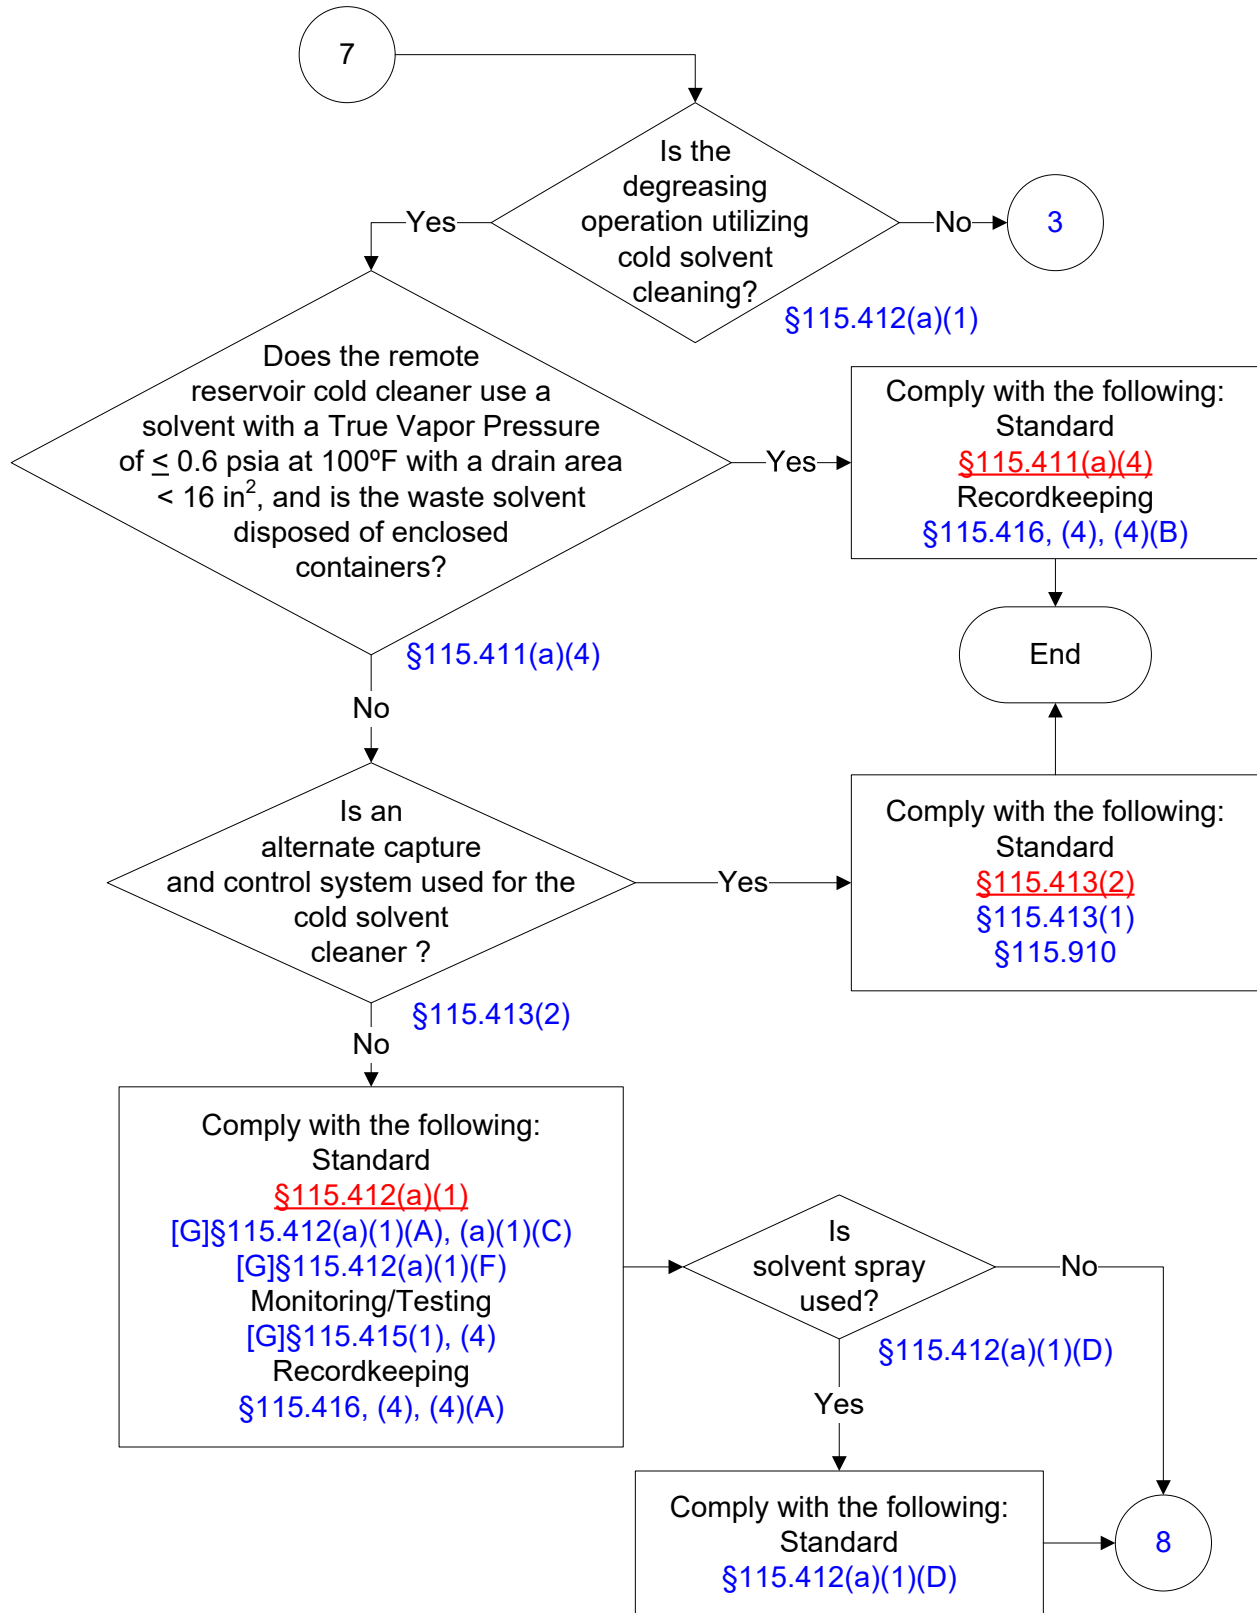 7
Is the
degreasing
operation utilizing
cold solvent
cleaning?
Yes
No
3
§115.412(a)(1)
Does the remote
reservoir cold cleaner use a
solvent with a True Vapor Pressure
of ≤ 0.6 psia at 100ºF with a drain area
< 16 in², and is the waste solvent
disposed of enclosed
containers?
Yes
Comply with the following:
Standard
§115.411(a)(4)
Recordkeeping
§115.416, (4), (4)(B)
§115.411(a)(4)
End
No
Is an
alternate capture
and control system used for the
cold solvent
cleaner ?
Yes
Comply with the following:
Standard
§115.413(2)
§115.413(1)
§115.910
§115.413(2)
No
Comply with the following:
Standard
§115.412(a)(1)
[G]§115.412(a)(1)(A), (a)(1)(C)
[G]§115.412(a)(1)(F)
Monitoring/Testing
[G]§115.415(1), (4)
Recordkeeping
§115.416, (4), (4)(A)
Is
solvent spray
used?
No
§115.412(a)(1)(D)
Yes
Comply with the following:
Standard
§115.412(a)(1)(D)
8